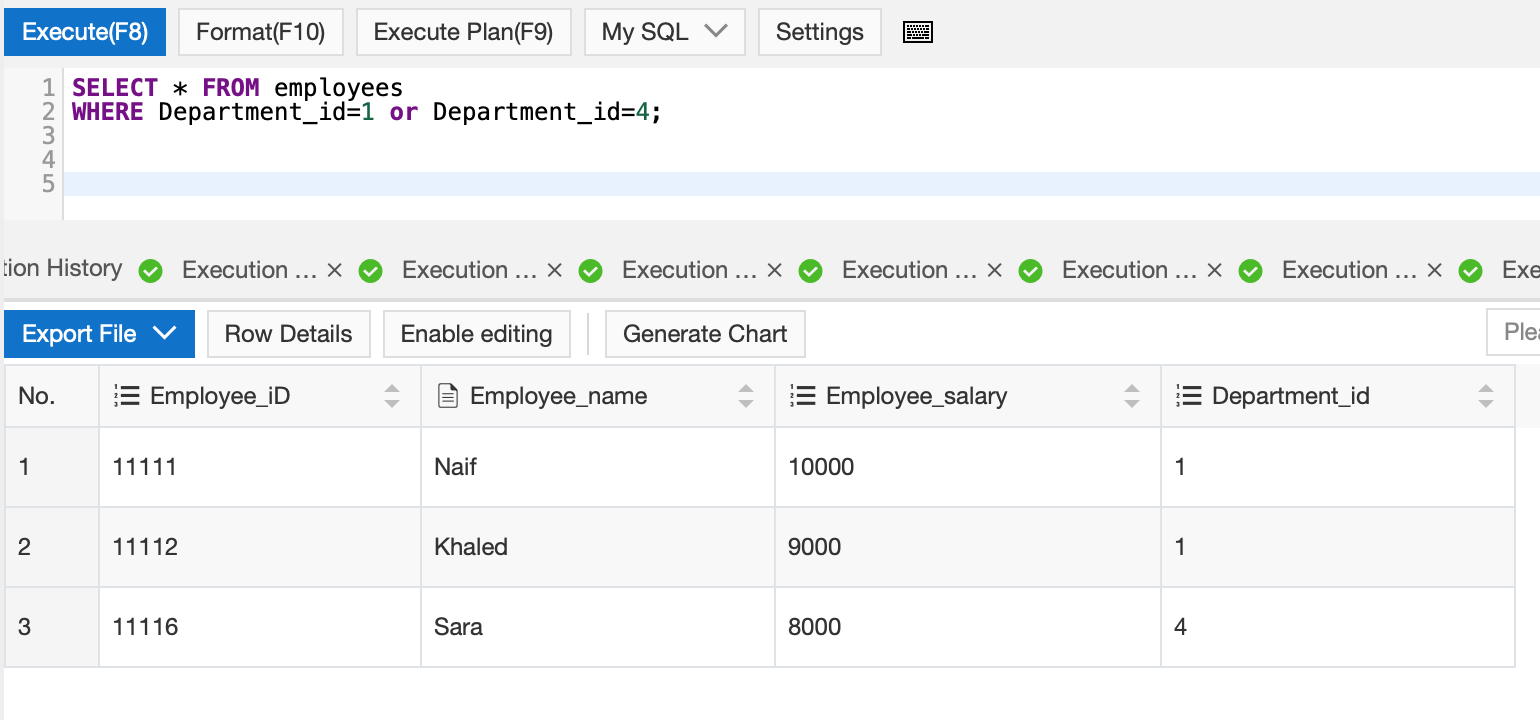 Execute(F8) Format(F10) Execute Plan(F9) My SQL Settings
1 SELECT * FROM employees
2 WHERE Department_id=1 or Department_id=4;
3
4
5
tion History Execution ... × Execution ... × Execution ... × Execution ... × Execution ... × Execution ... × Exe
Export File Row Details Enable editing Generate Chart Plea
No. Employee_iD Employee_name Employee_salary Department_id
1 11111 Naif 10000 1
2 11112 Khaled 9000 1
3 11116 Sara 8000 4